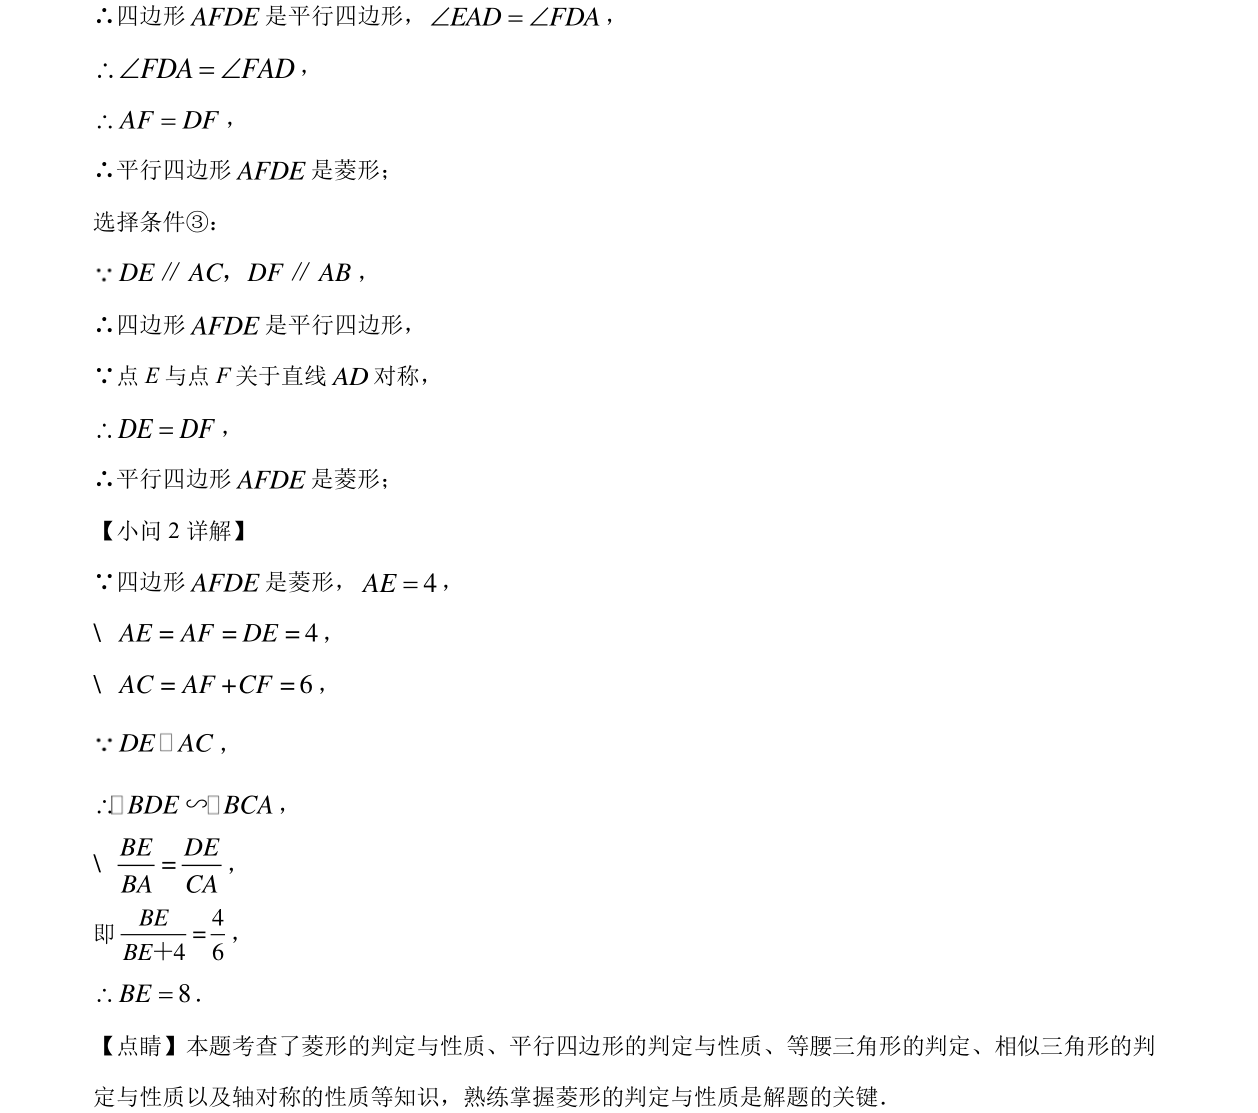 ∴四边形 AFDE 是平行四边形，∠EAD = ∠FDA，
∴∠FDA = ∠FAD，
∴ AF = DF，
∴平行四边形 AFDE 是菱形；
选择条件③：
∵ DE ∥ AC，DF ∥ AB，
∴四边形 AFDE 是平行四边形，
∵点 E 与点 F 关于直线 AD 对称，
∴ DE = DF，
∴平行四边形 AFDE 是菱形；
【小问 2 详解】
∵四边形 AFDE 是菱形，AE = 4，
\ AE = AF = DE = 4，
\ AC = AF + CF = 6，
∵ DE□AC，
∴□BDE ∽□BCA，
\ BE/BA = DE/CA，
即 BE/(BE+4) = 4/6，
∴ BE = 8．
【点睛】本题考查了菱形的判定与性质、平行四边形的判定与性质、等腰三角形的判定、相似三角形的判
定与性质以及轴对称的性质等知识，熟练掌握菱形的判定与性质是解题的关键．